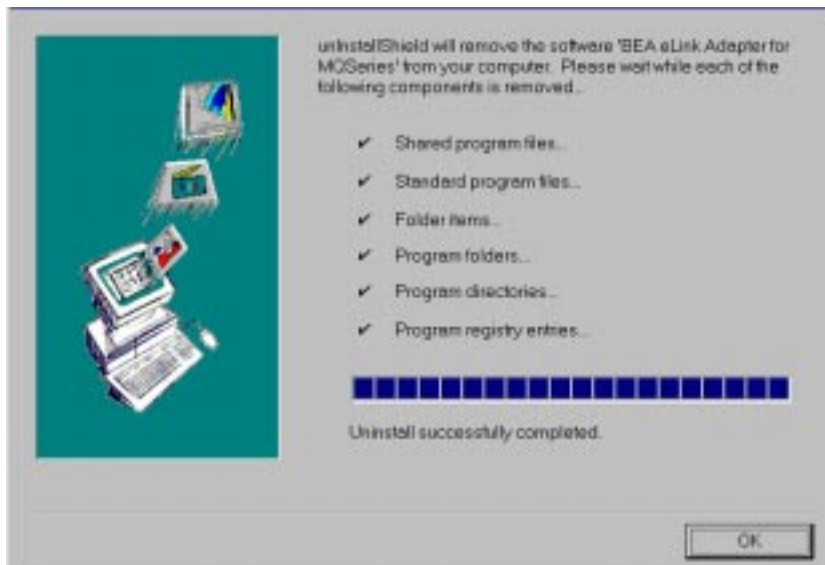 unInstallShield will remove the software 'BEA eLink Adapter for
MQSeries' from your computer. Please wait while each of the
following components is removed...
Shared program files...
Standard program files...
Folder items...
Program folders...
Program directories...
Program registry entries...
Uninstall successfully completed.
OK